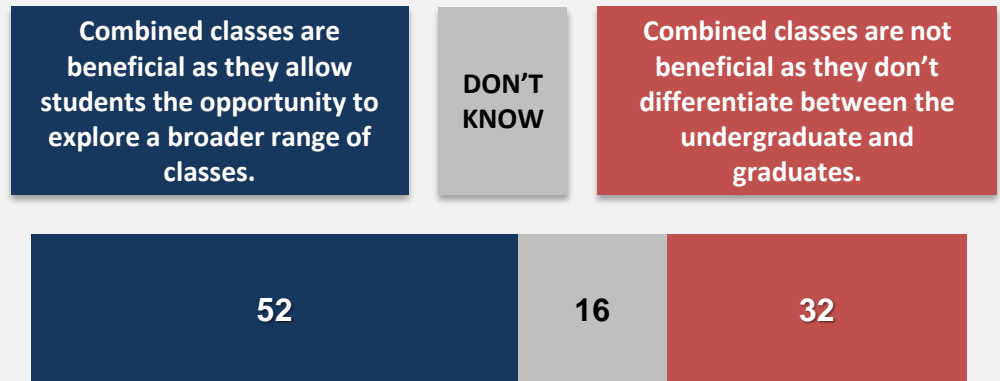 Combined classes are
beneficial as they allow
students the opportunity to
explore a broader range of
classes.
DON’T
KNOW
Combined classes are not
beneficial as they don’t
differentiate between the
undergraduate and
graduates.
52
16
32